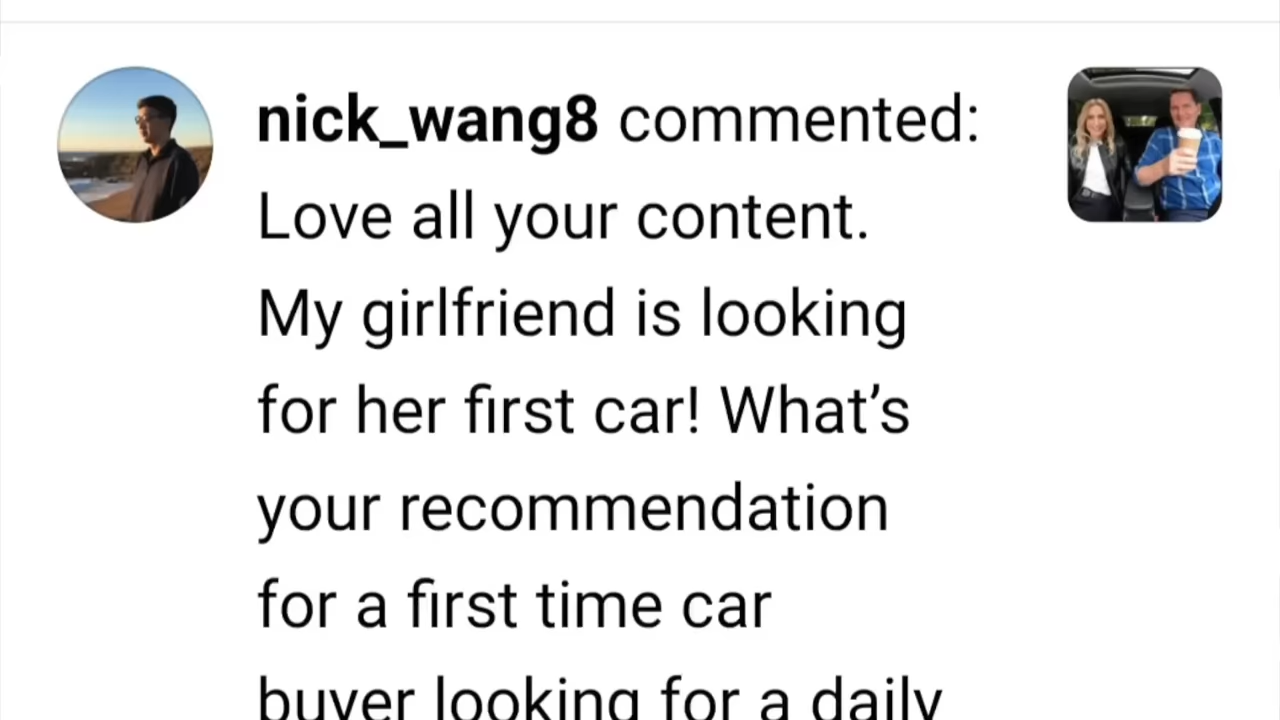 nick_wang8 commented:
Love all your content.
My girlfriend is looking
for her first car! What’s
your recommendation
for a first time car
buyer looking for a daily